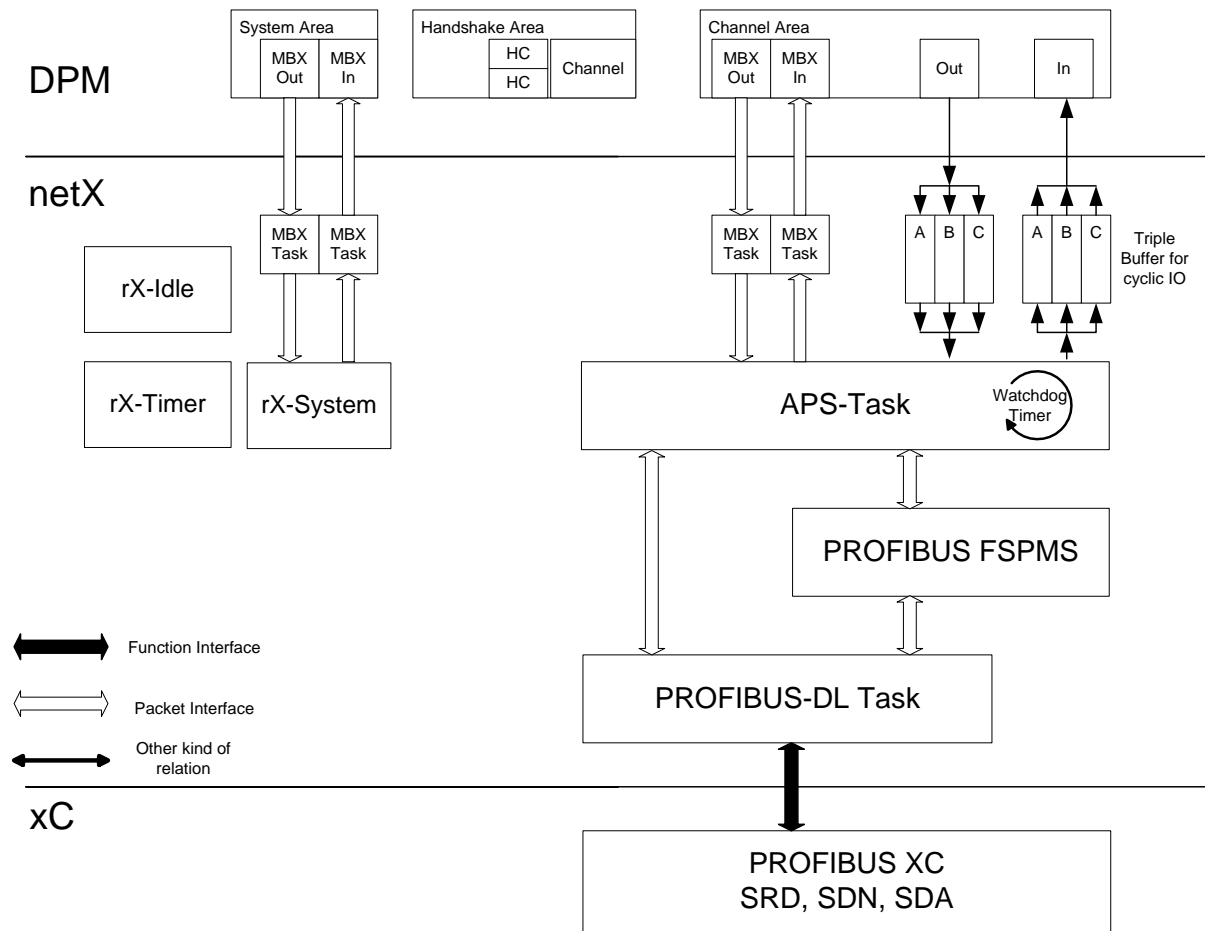 System Area
Handshake Area
Channel Area
MBX
Out
MBX
In
HC
HC
Channel
MBX
Out
MBX
In
Out
In
DPM
netX
MBX
Task
MBX
Task
MBX
Task
MBX
Task
A
B
C
A
B
C
Triple
Buffer for
cyclic IO
rX-Idle
rX-Timer
rX-System
APS-Task
Watchdog
Timer
PROFIBUS FSPMS
Function Interface
Packet Interface
Other kind of
relation
PROFIBUS-DL Task
xC
PROFIBUS XC
SRD, SDN, SDA